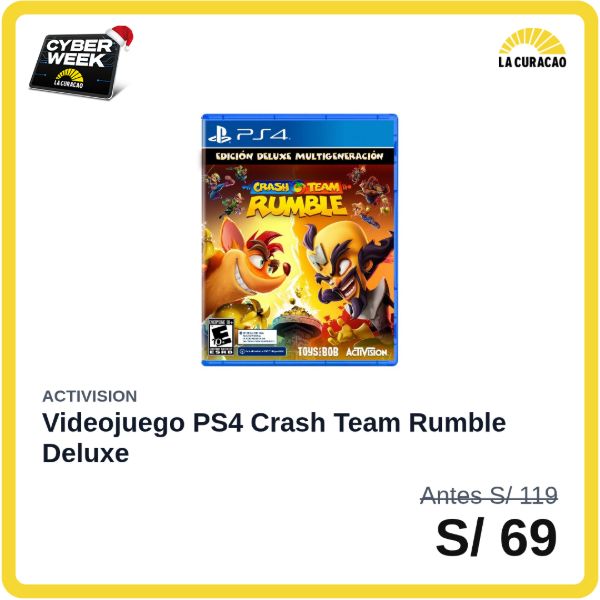 CYBER
WEEK
LA CURACAO
LA CURACAO
PS4
EDICIÓN DELUXE MULTIGENERACIÓN
CRASH TEAM
RUMBLE
E
ESRB
TOYS FOR BOB
ACTIVISION
ACTIVISION
Videojuego PS4 Crash Team Rumble
Deluxe
Antes S/ 119
S/ 69